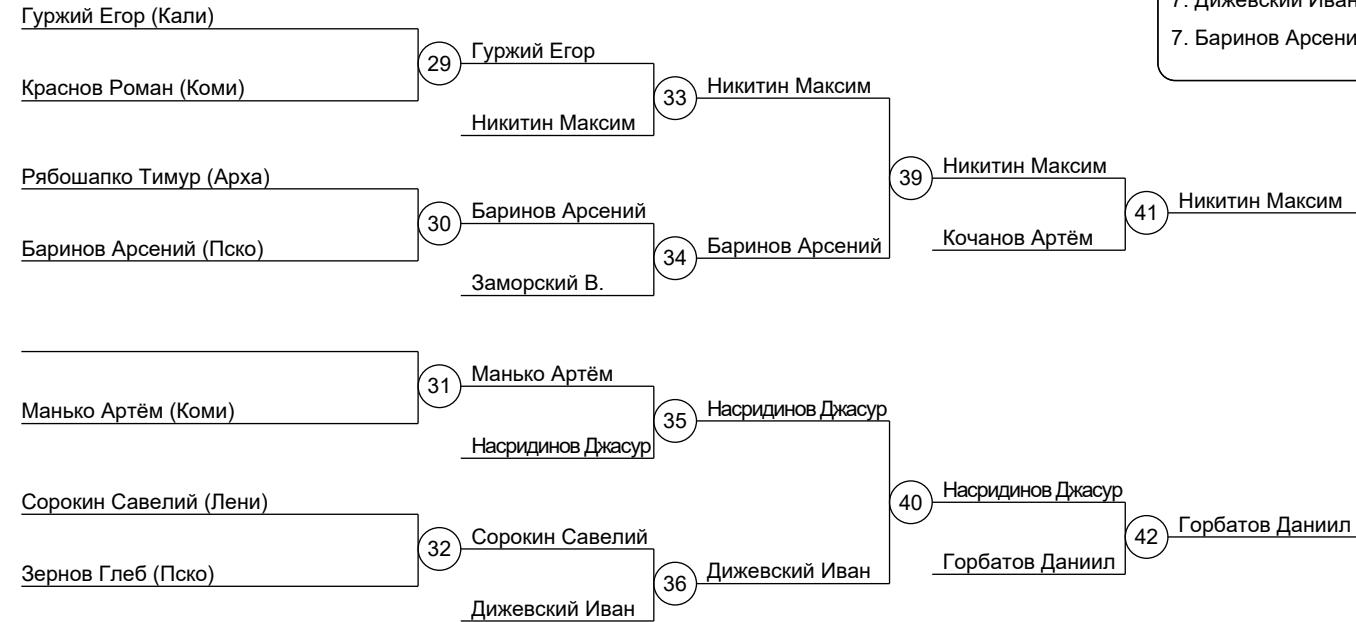 7. Дижевский Иван
7. Баринов Арсени
Гуржий Егор (Кали)
29
Гуржий Егор
Краснов Роман (Коми)
33
Никитин Максим
Никитин Максим
Рябошапко Тимур (Арха)
39
Никитин Максим
30
Баринов Арсений
41
Никитин Максим
Баринов Арсений (Пско)
34
Баринов Арсений
Кочанов Артём
Заморский В.
31
Манько Артём
Манько Артём (Коми)
35
Насридинов Джасур
Насридинов Джасур
Сорокин Савелий (Лени)
40
Насридинов Джасур
32
Сорокин Савелий
42
Горбатов Даниил
Зернов Глеб (Пско)
36
Дижевский Иван
Горбатов Даниил
Дижевский Иван